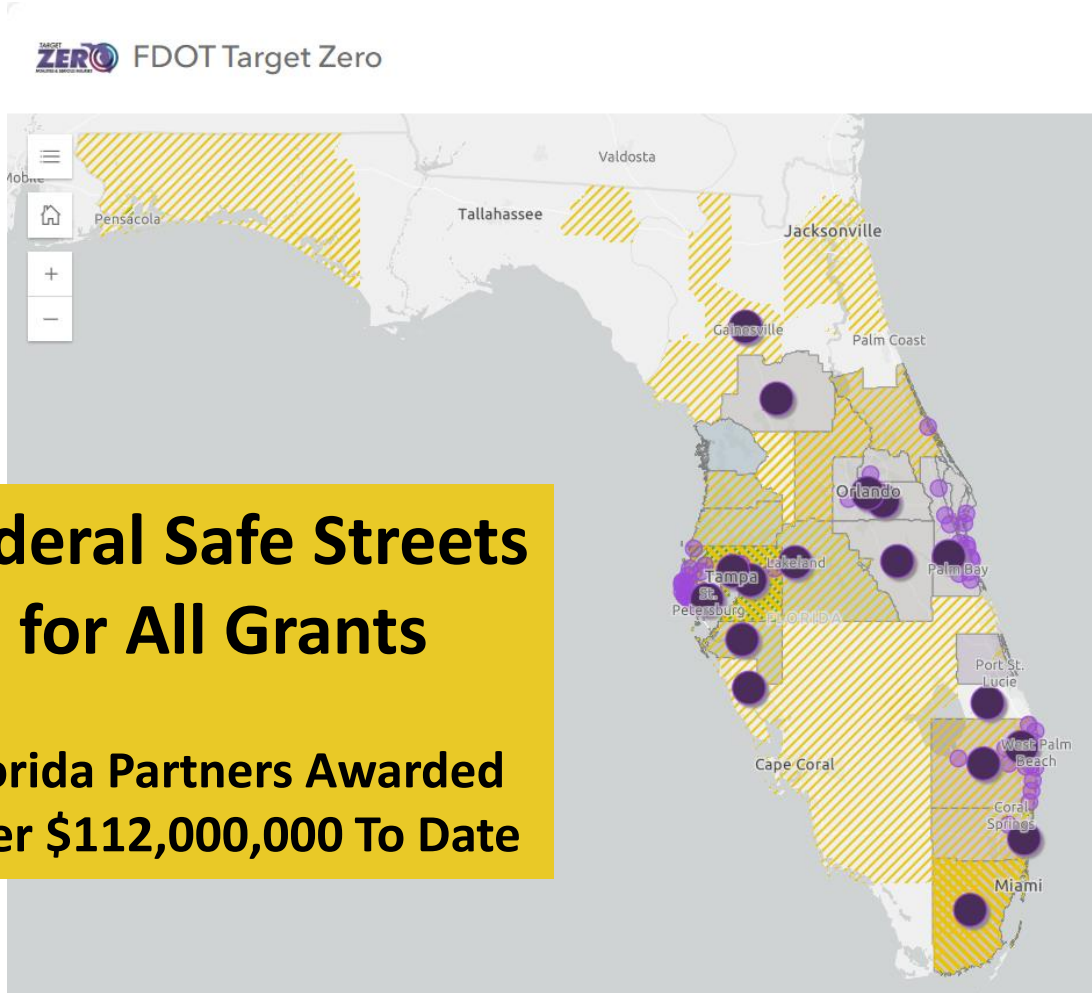 TARGET
ZERO
FDOT Target Zero
Valdosta
Tallahassee
Pensacola
Jacksonville
Gainesville
Palm Coast
Orlando
Lakeland
Palm Bay
Tampa
St.
Petersburg
FLORIDA
Port St.
Lucie
West Palm
Beach
Cape Coral
Coral
Springs
Miami
deral Safe Streets
for All Grants
orida Partners Awarded
er $112,000,000 To Date